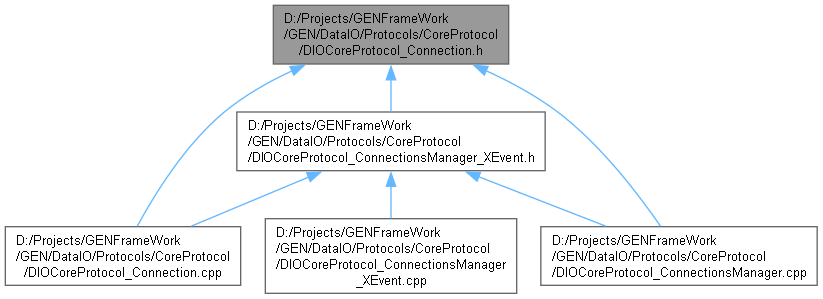 D:/Projects/GENFrameWork
/GEN/DataIO/Protocols/CoreProtocol
/DIOCoreProtocol_Connection.h
D:/Projects/GENFrameWork
/GEN/DataIO/Protocols/CoreProtocol
/DIOCoreProtocol_ConnectionsManager_XEvent.h
D:/Projects/GENFrameWork
/GEN/DataIO/Protocols/CoreProtocol
/DIOCoreProtocol_Connection.cpp
D:/Projects/GENFrameWork
/GEN/DataIO/Protocols/CoreProtocol
/DIOCoreProtocol_ConnectionsManager
_XEvent.cpp
D:/Projects/GENFrameWork
/GEN/DataIO/Protocols/CoreProtocol
/DIOCoreProtocol_ConnectionsManager.cpp